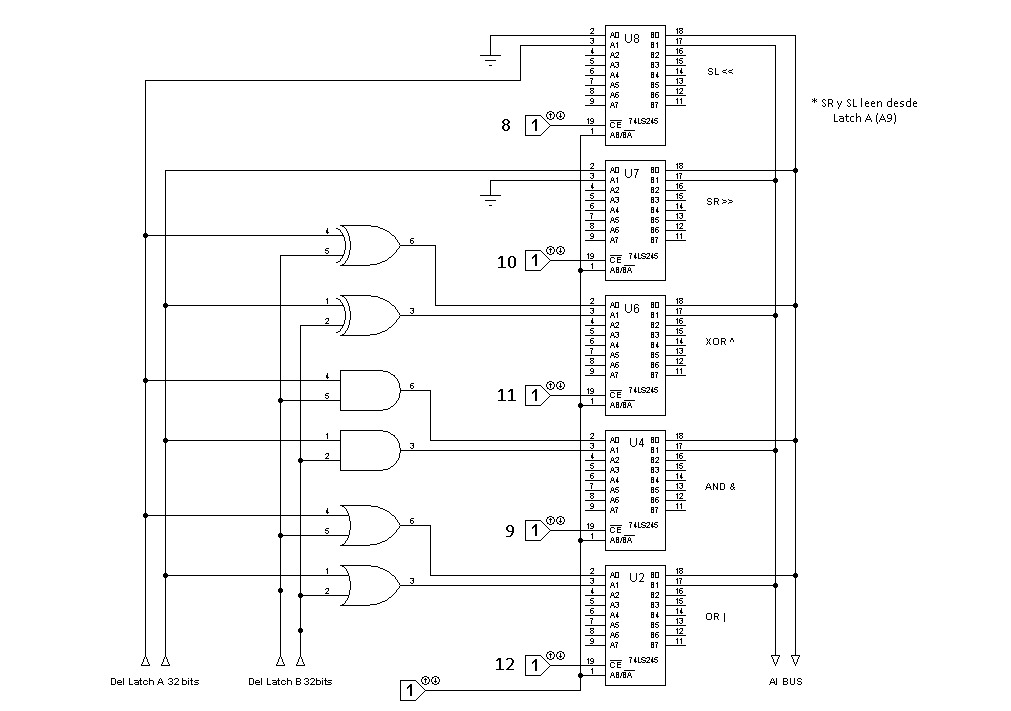 2 A0 U8 B0 18
3 A1 B1 17
4 A2 B2 16
5 A3 B3 15
6 A4 B4 14
7 A5 B5 13
8 A6 B6 12
9 A7 B7 11
SL <<
* SR y SL leen desde
Latch A (A9)
8 1 19 CE 74LS245
1 AB/BA
2 A0 U7 B0 18
3 A1 B1 17
4 A2 B2 16
5 A3 B3 15
6 A4 B4 14
7 A5 B5 13
8 A6 B6 12
9 A7 B7 11
SR >>
10 1 19 CE 74LS245
1 AB/BA
4 5 6
1 2 3
2 A0 U6 B0 18
3 A1 B1 17
4 A2 B2 16
5 A3 B3 15
6 A4 B4 14
7 A5 B5 13
8 A6 B6 12
9 A7 B7 11
XOR ^
11 1 19 CE 74LS245
1 AB/BA
4 5 6
1 2 3
2 A0 U4 B0 18
3 A1 B1 17
4 A2 B2 16
5 A3 B3 15
6 A4 B4 14
7 A5 B5 13
8 A6 B6 12
9 A7 B7 11
AND &
9 1 19 CE 74LS245
1 AB/BA
4 5 6
1 2 3
2 A0 U2 B0 18
3 A1 B1 17
4 A2 B2 16
5 A3 B3 15
6 A4 B4 14
7 A5 B5 13
8 A6 B6 12
9 A7 B7 11
OR |
12 1 19 CE 74LS245
1 AB/BA
Del Latch A 32 bits
Del Latch B 32bits
Al BUS
1